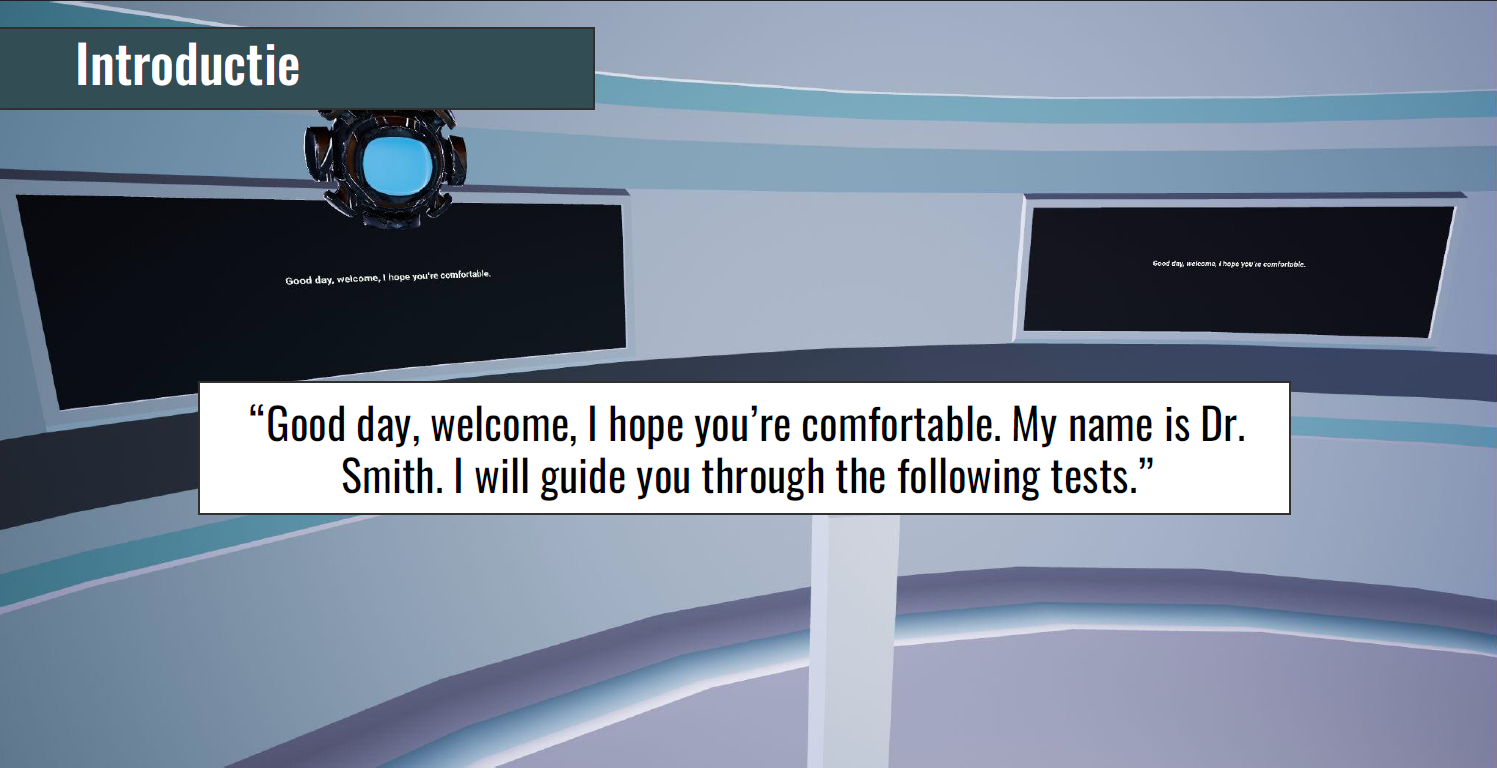 Introductie
Good day, welcome, I hope you're comfortable.
Good day, welcome, I hope you're comfortable.
“Good day, welcome, I hope you’re comfortable. My name is Dr.
Smith. I will guide you through the following tests.”